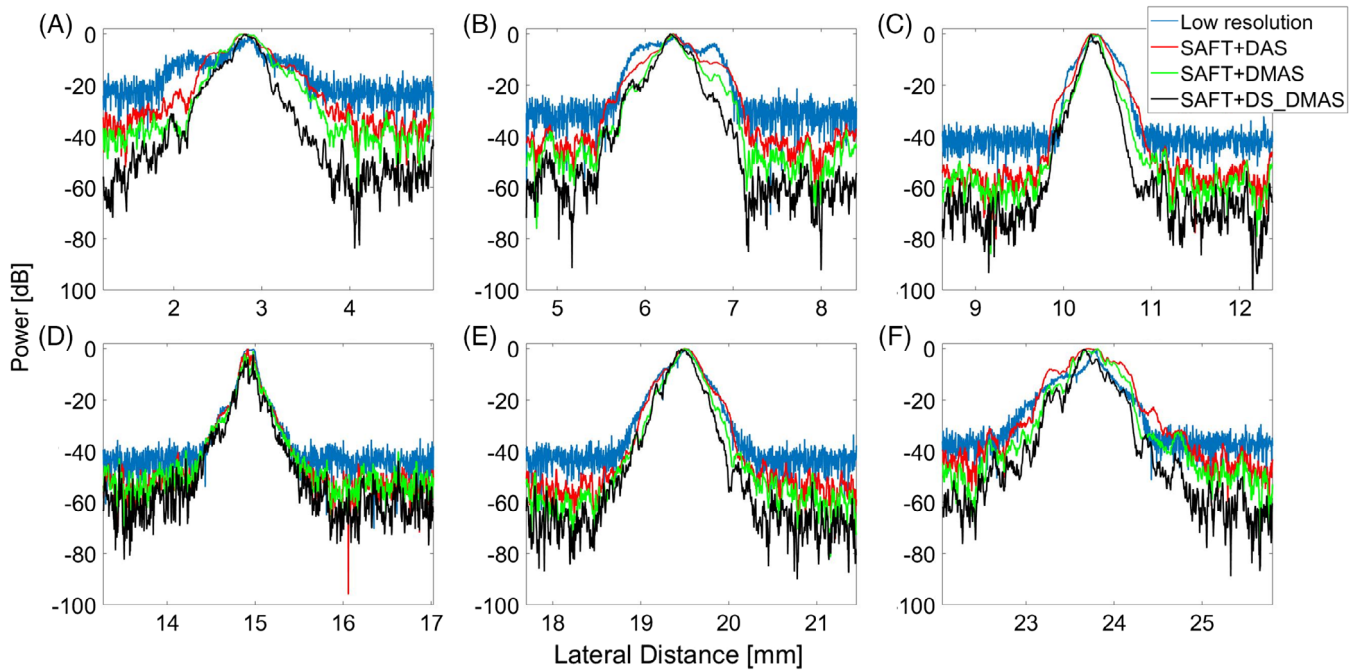 (A)
(B)
(C)
Low resolution
SAFT+DAS
SAFT+DMAS
SAFT+DS_DMAS
0
-20
-40
-60
-80
100
2 3 4
0
-20
-40
-60
-80
100
5 6 7 8
0
-20
-40
-60
-80
100
9 10 11 12
Power [dB]
(D)
(E)
(F)
0
-20
-40
-60
-80
-100
14 15 16 17
0
-20
-40
-60
-80
-100
18 19 20 21
0
-20
-40
-60
-80
-100
23 24 25
Lateral Distance [mm]